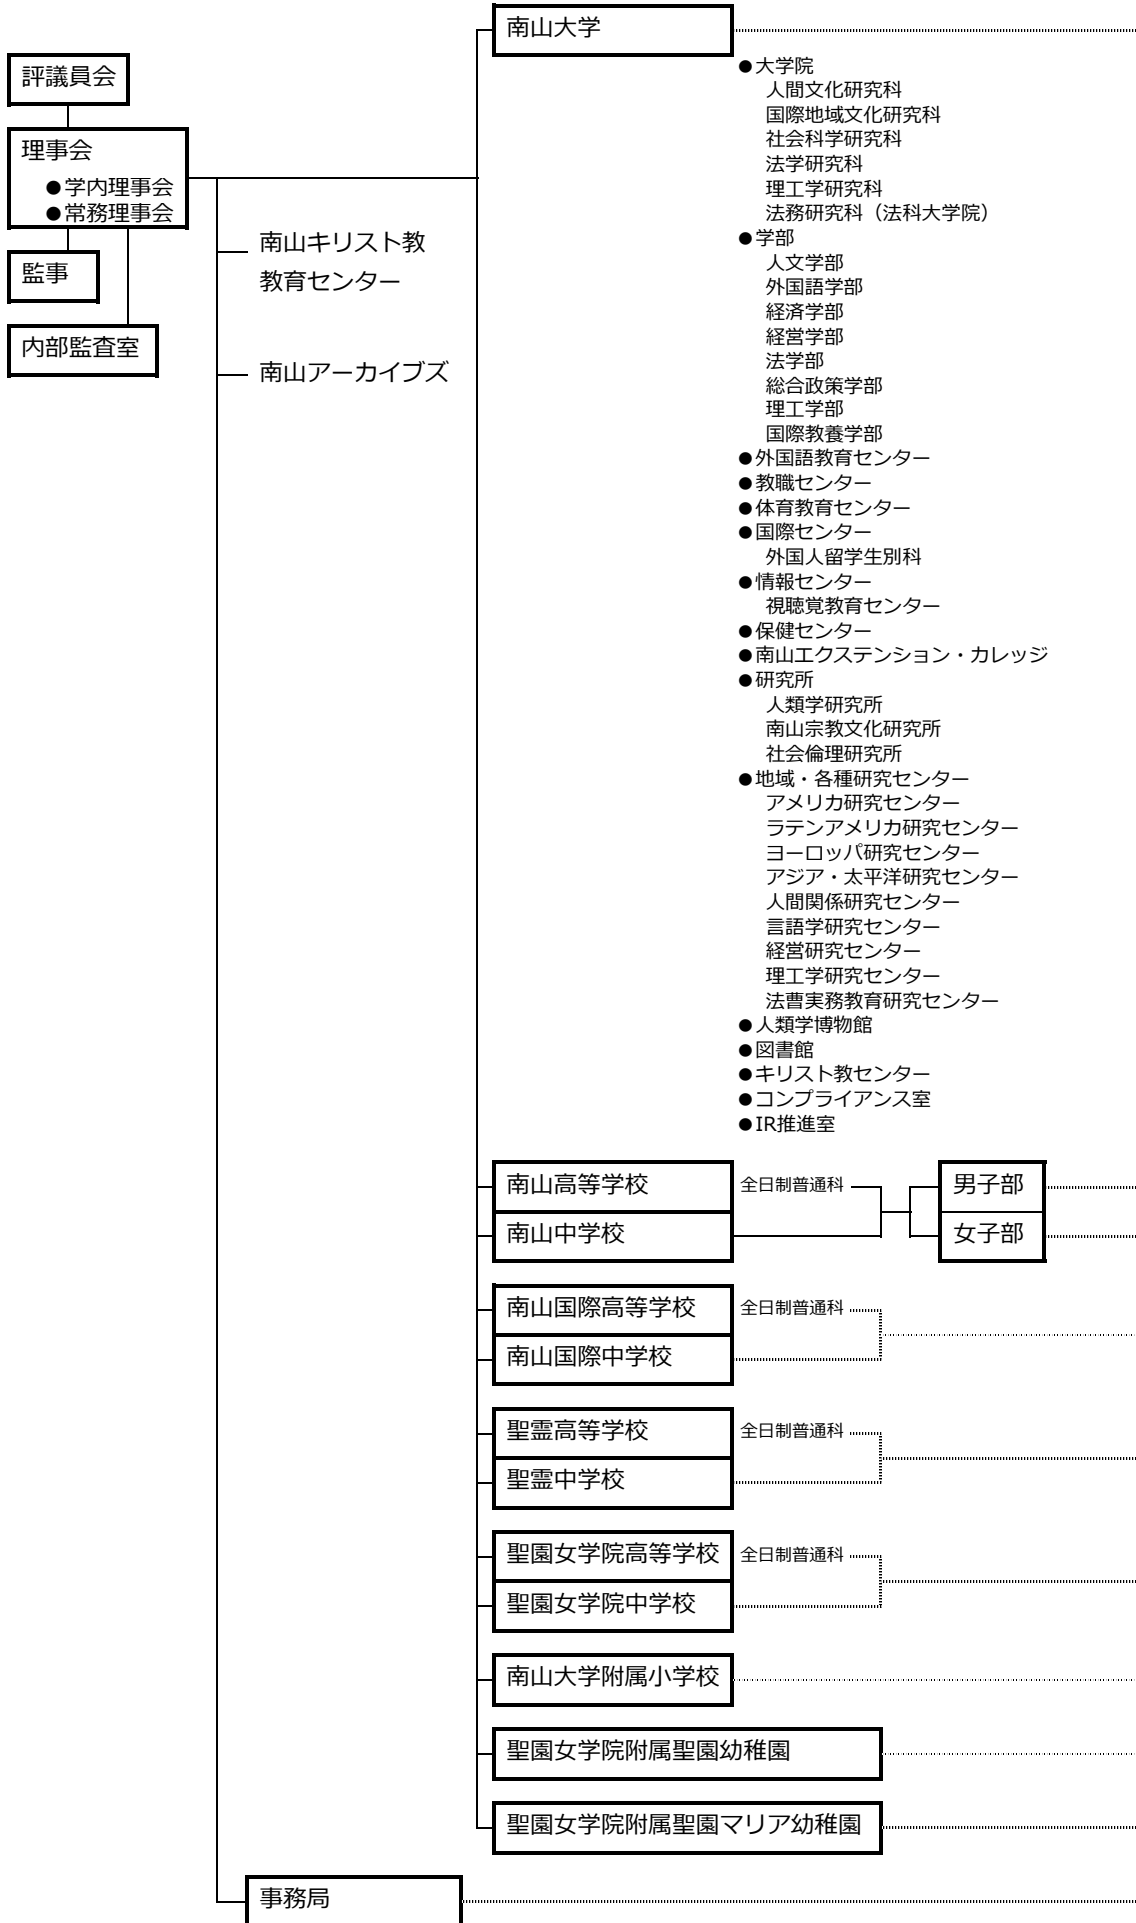 南山大学
評議員会
理事会
●学内理事会
●常務理事会
監事
内部監査室
南山キリスト教
教育センター
南山アーカイブズ
●大学院
人間文化研究科
国際地域文化研究科
社会科学研究科
法学研究科
理工学研究科
法務研究科（法科大学院）
●学部
人文学部
外国語学部
経済学部
経営学部
法学部
総合政策学部
理工学部
国際教養学部
●外国語教育センター
●教職センター
●体育教育センター
●国際センター
外国人留学生別科
●情報センター
視聴覚教育センター
●保健センター
●南山エクステンション・カレッジ
●研究所
人類学研究所
南山宗教文化研究所
社会倫理研究所
●地域・各種研究センター
アメリカ研究センター
ラテンアメリカ研究センター
ヨーロッパ研究センター
アジア・太平洋研究センター
人間関係研究センター
言語学研究センター
経営研究センター
理工学研究センター
法曹実務教育研究センター
●人類学博物館
●図書館
●キリスト教センター
●コンプライアンス室
●IR推進室
南山高等学校 全日制普通科 男子部
南山中学校 女子部
南山国際高等学校 全日制普通科
南山国際中学校
聖霊高等学校 全日制普通科
聖霊中学校
聖園女学院高等学校 全日制普通科
聖園女学院中学校
南山大学附属小学校
聖園女学院附属聖園幼稚園
聖園女学院附属聖園マリア幼稚園
事務局